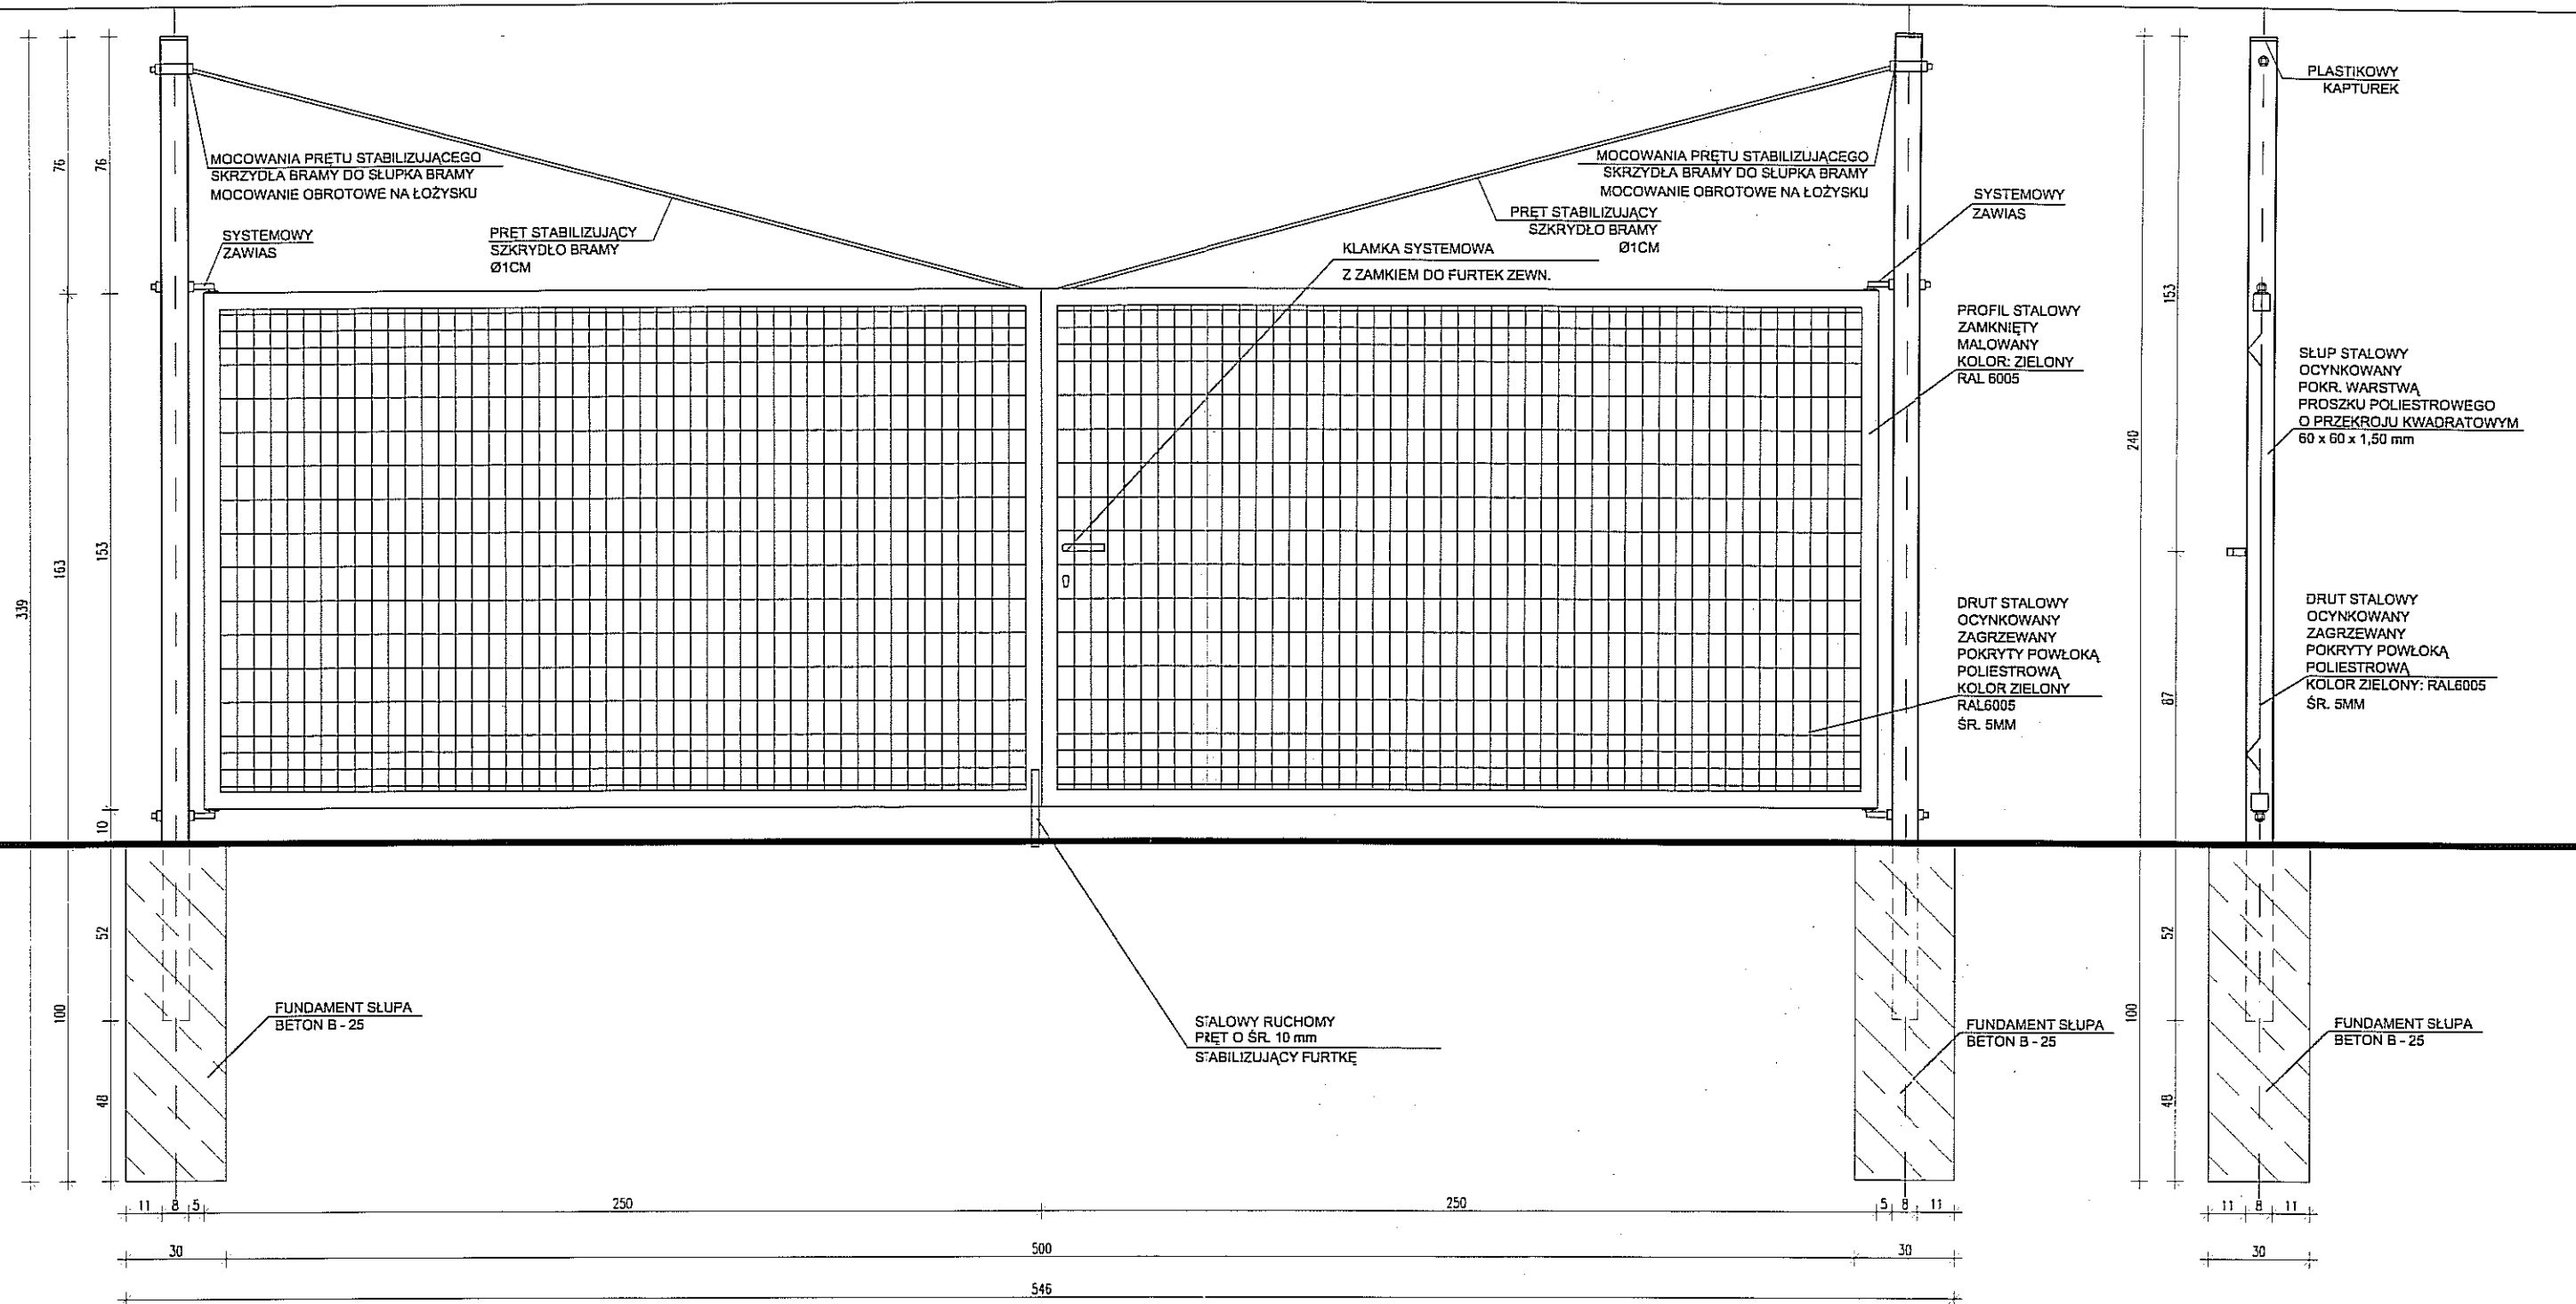 MOCOWANIA PRĘTU STABILIZUJĄCEGO
SKRZYDŁA BRAMY DO SŁUPKA BRAMY
MOCOWANIE OBROTOWE NA ŁOŻYSKU
SYSTEMOWY
ZAWIAS
PRĘT STABILIZUJĄCY
SZKRYDŁO BRAMY
Ø1CM
KLAMKA SYSTEMOWA
Z ZAMKIEM DO FURTEK ZEWN.
MOCOWANIA PRĘTU STABILIZUJĄCEGO
SKRZYDŁA BRAMY DO SŁUPKA BRAMY
MOCOWANIE OBROTOWE NA ŁOŻYSKU
PRĘT STABILIZUJĄCY
SZKRYDŁO BRAMY
Ø1CM
SYSTEMOWY
ZAWIAS
PROFIL STALOWY
ZAMKNIĘTY
MALOWANY
KOLOR: ZIELONY
RAL 6005
DRUT STALOWY
OCYNKOWANY
ZAGRZEWANY
POKRYTY POWŁOKĄ
POLIESTROWĄ
KOLOR ZIELONY
RAL6005
ŚR. 5MM
PLASTIKOWY
KAPTUREK
SŁUP STALOWY
OCYNKOWANY
POKR. WARSTWĄ
PROSZKU POLIESTROWEGO
O PRZEKROJU KWADRATOWYM
60 x 60 x 1,50 mm
DRUT STALOWY
OCYNKOWANY
ZAGRZEWANY
POKRYTY POWŁOKĄ
POLIESTROWĄ
KOLOR ZIELONY: RAL6005
ŚR. 5MM
FUNDAMENT SŁUPA
BETON B - 25
STALOWY RUCHOMY
PRĘT O ŚR. 10 mm
STABILIZUJĄCY FURTKĘ
FUNDAMENT SŁUPA
BETON B - 25
FUNDAMENT SŁUPA
BETON B - 25
339
76
163
100
76
153
10
52
48
240
100
153
87
52
48
11 8 5 250 250 5 8 11
30 500 30
546
11 8 11
30